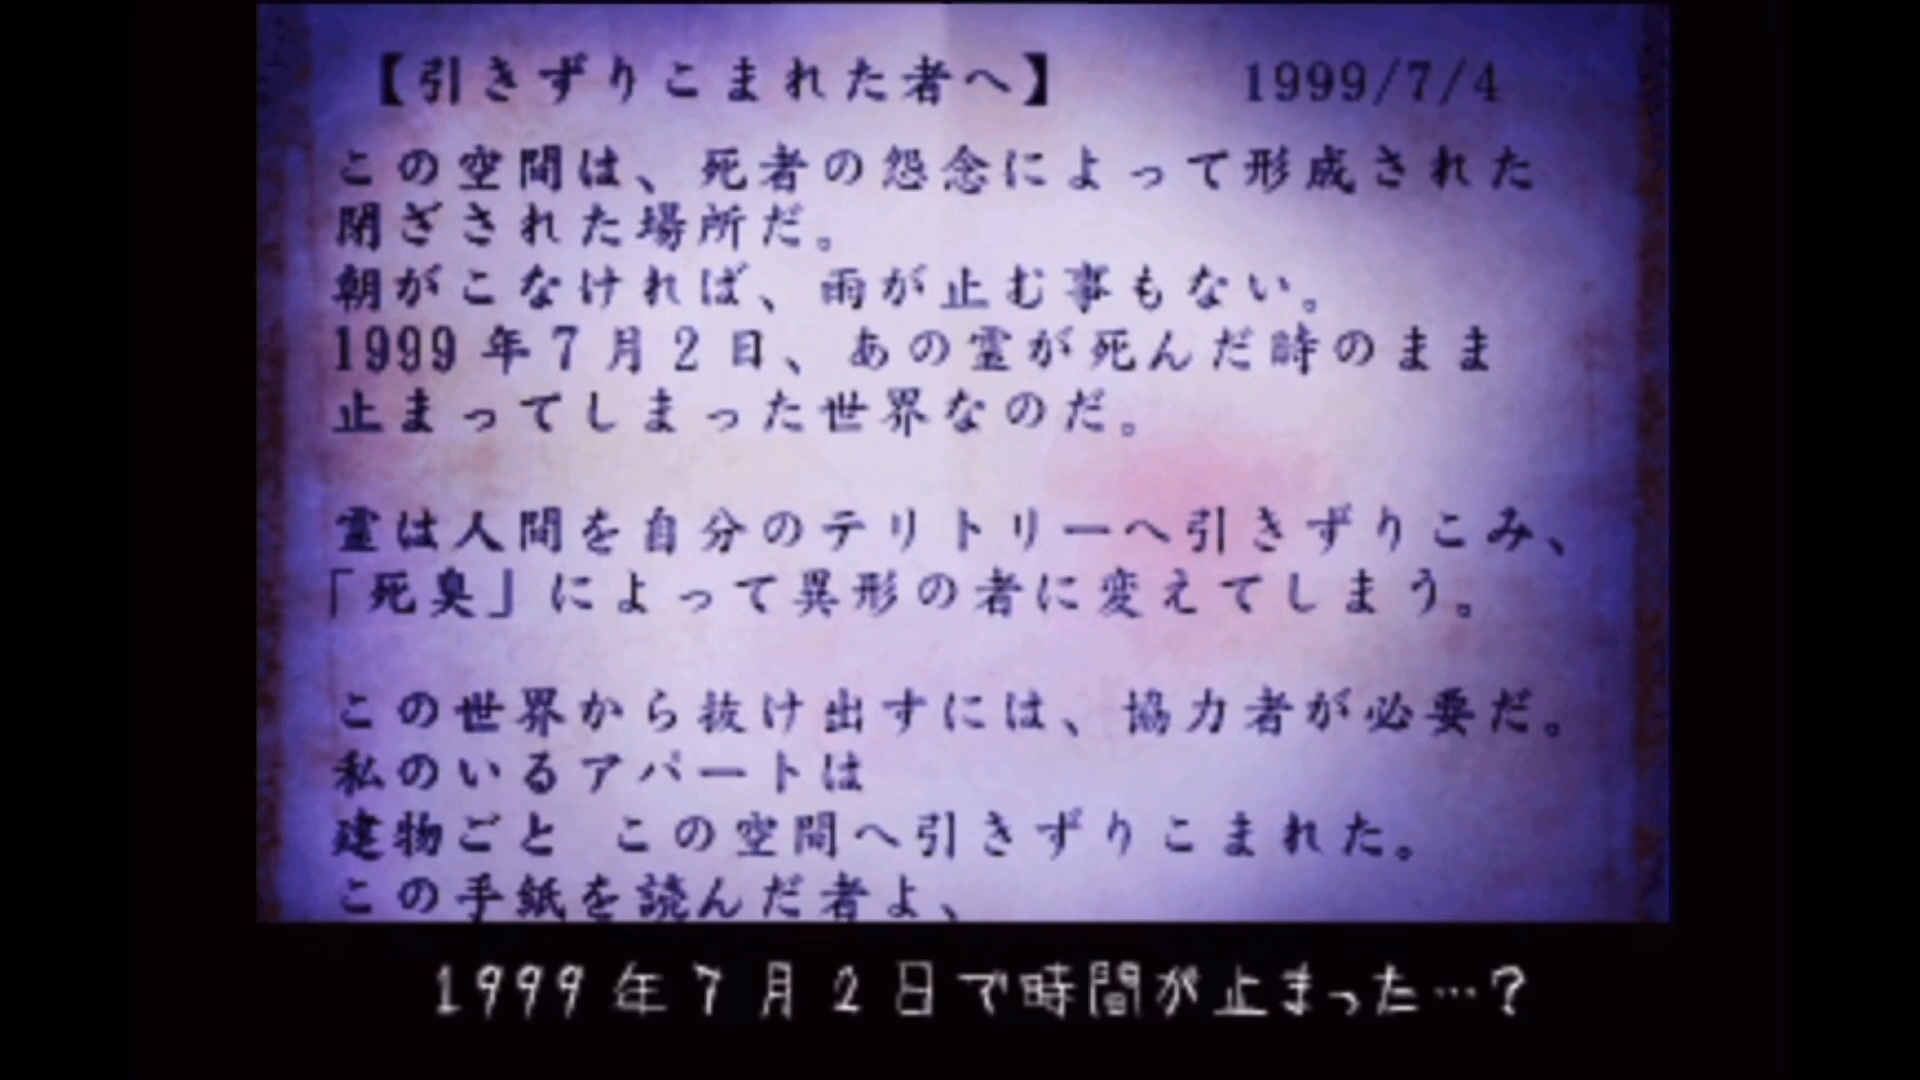 【引きずりこまれた者へ】 1999/7/4
この空間は、死者の怨念によって形成された
閉ざされた場所だ。
朝がこなければ、雨が止む事もない。
1999年7月2日、あの霊が死んだ時のまま
止まってしまった世界なのだ。
霊は人間を自分のテリトリーへ引きずりこみ、
「死臭」によって異形の者に変えてしまう。
この世界から抜け出すには、協力者が必要だ。
私のいるアパートは
建物ごと この空間へ引きずりこまれた。
この手紙を読んだ者よ、
1999年7月2日で時間が止まった…?